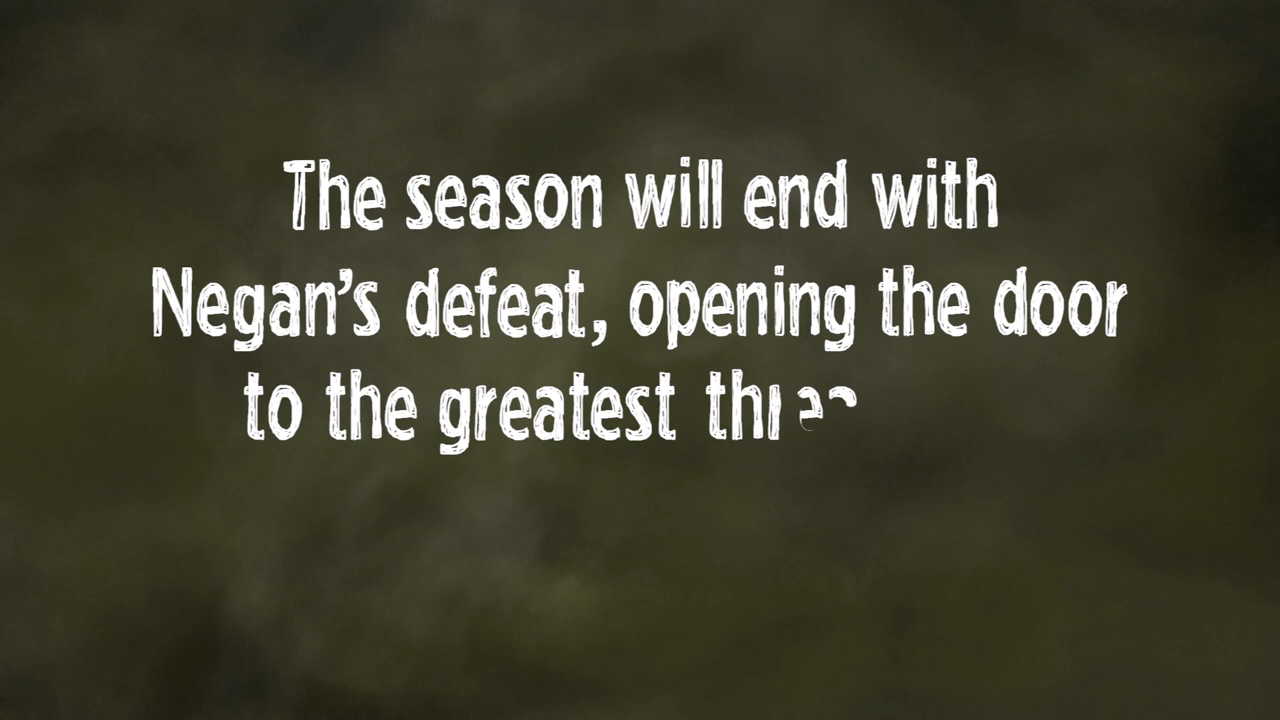 The season will end with
Negan's defeat, opening the door
to the greatest